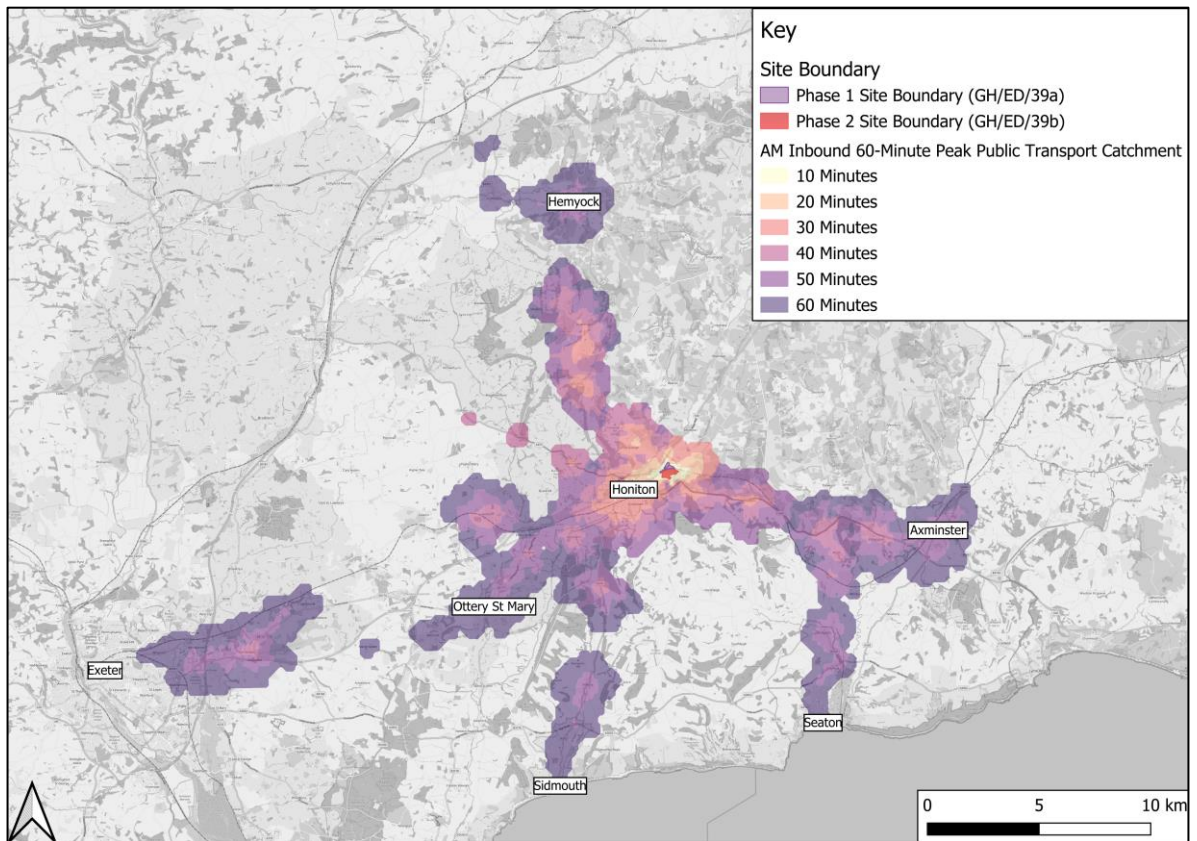 Key
Site Boundary
Phase 1 Site Boundary (GH/ED/39a)
Phase 2 Site Boundary (GH/ED/39b)
AM Inbound 60-Minute Peak Public Transport Catchment
10 Minutes
20 Minutes
30 Minutes
40 Minutes
50 Minutes
60 Minutes
Hemyock
Honiton
Axminster
Ottery St Mary
Exeter
Seaton
Sidmouth
0 5 10 km